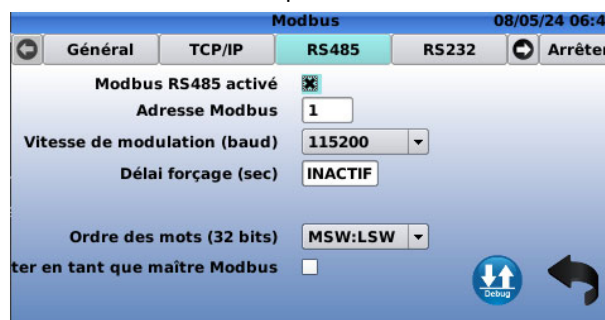 Modbus 08/05/24 06:4
Général TCP/IP RS485 RS232 Arrêter
Modbus RS485 activé
Adresse Modbus 1
Vitesse de modulation (baud) 115200
Délai forçage (sec) INACTIF
Ordre des mots (32 bits) MSW:LSW
ter en tant que maître Modbus
Debug